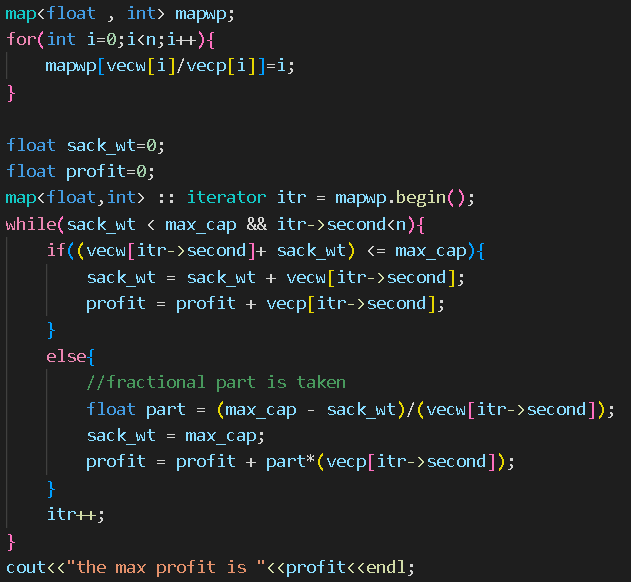 map<float , int> mapwp;
for(int i=0;i<n;i++){
    mapwp[vecw[i]/vecp[i]]=i;
}

float sack_wt=0;
float profit=0;
map<float,int> :: iterator itr = mapwp.begin();
while(sack_wt < max_cap && itr->second<n){
    if((vecw[itr->second]+ sack_wt) <= max_cap){
        sack_wt = sack_wt + vecw[itr->second];
        profit = profit + vecp[itr->second];
    }
    else{
        //fractional part is taken
        float part = (max_cap - sack_wt)/(vecw[itr->second]);
        sack_wt = max_cap;
        profit = profit + part*(vecp[itr->second]);
    }
    itr++;
}
cout<<"the max profit is "<<profit<<endl;